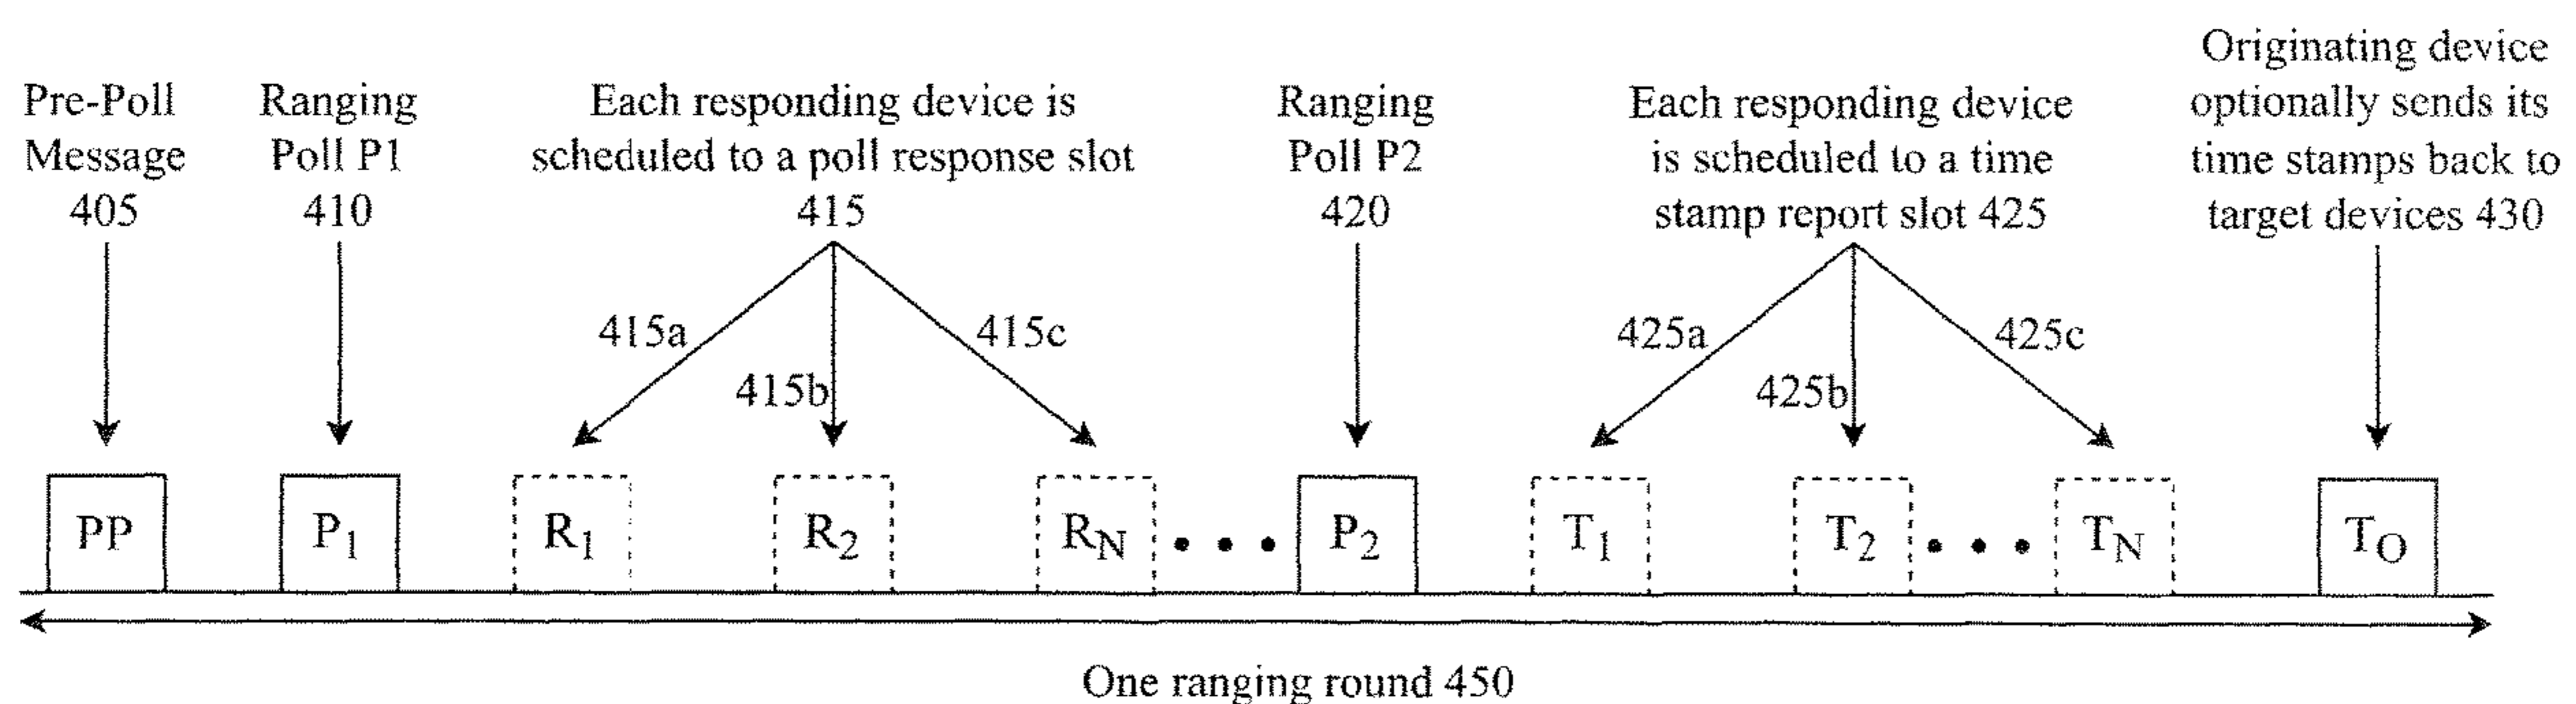 Pre-Poll
Message
405
Ranging
Poll P1
410
Each responding device is
scheduled to a poll response slot
415
Ranging
Poll P2
420
Each responding device
is scheduled to a time
stamp report slot 425
Originating device
optionally sends its
time stamps back to
target devices 430
415a
415b
415c
425a
425b
425c
PP
P1
R1
R2
RN
P2
T1
T2
TN
TO
One ranging round 450